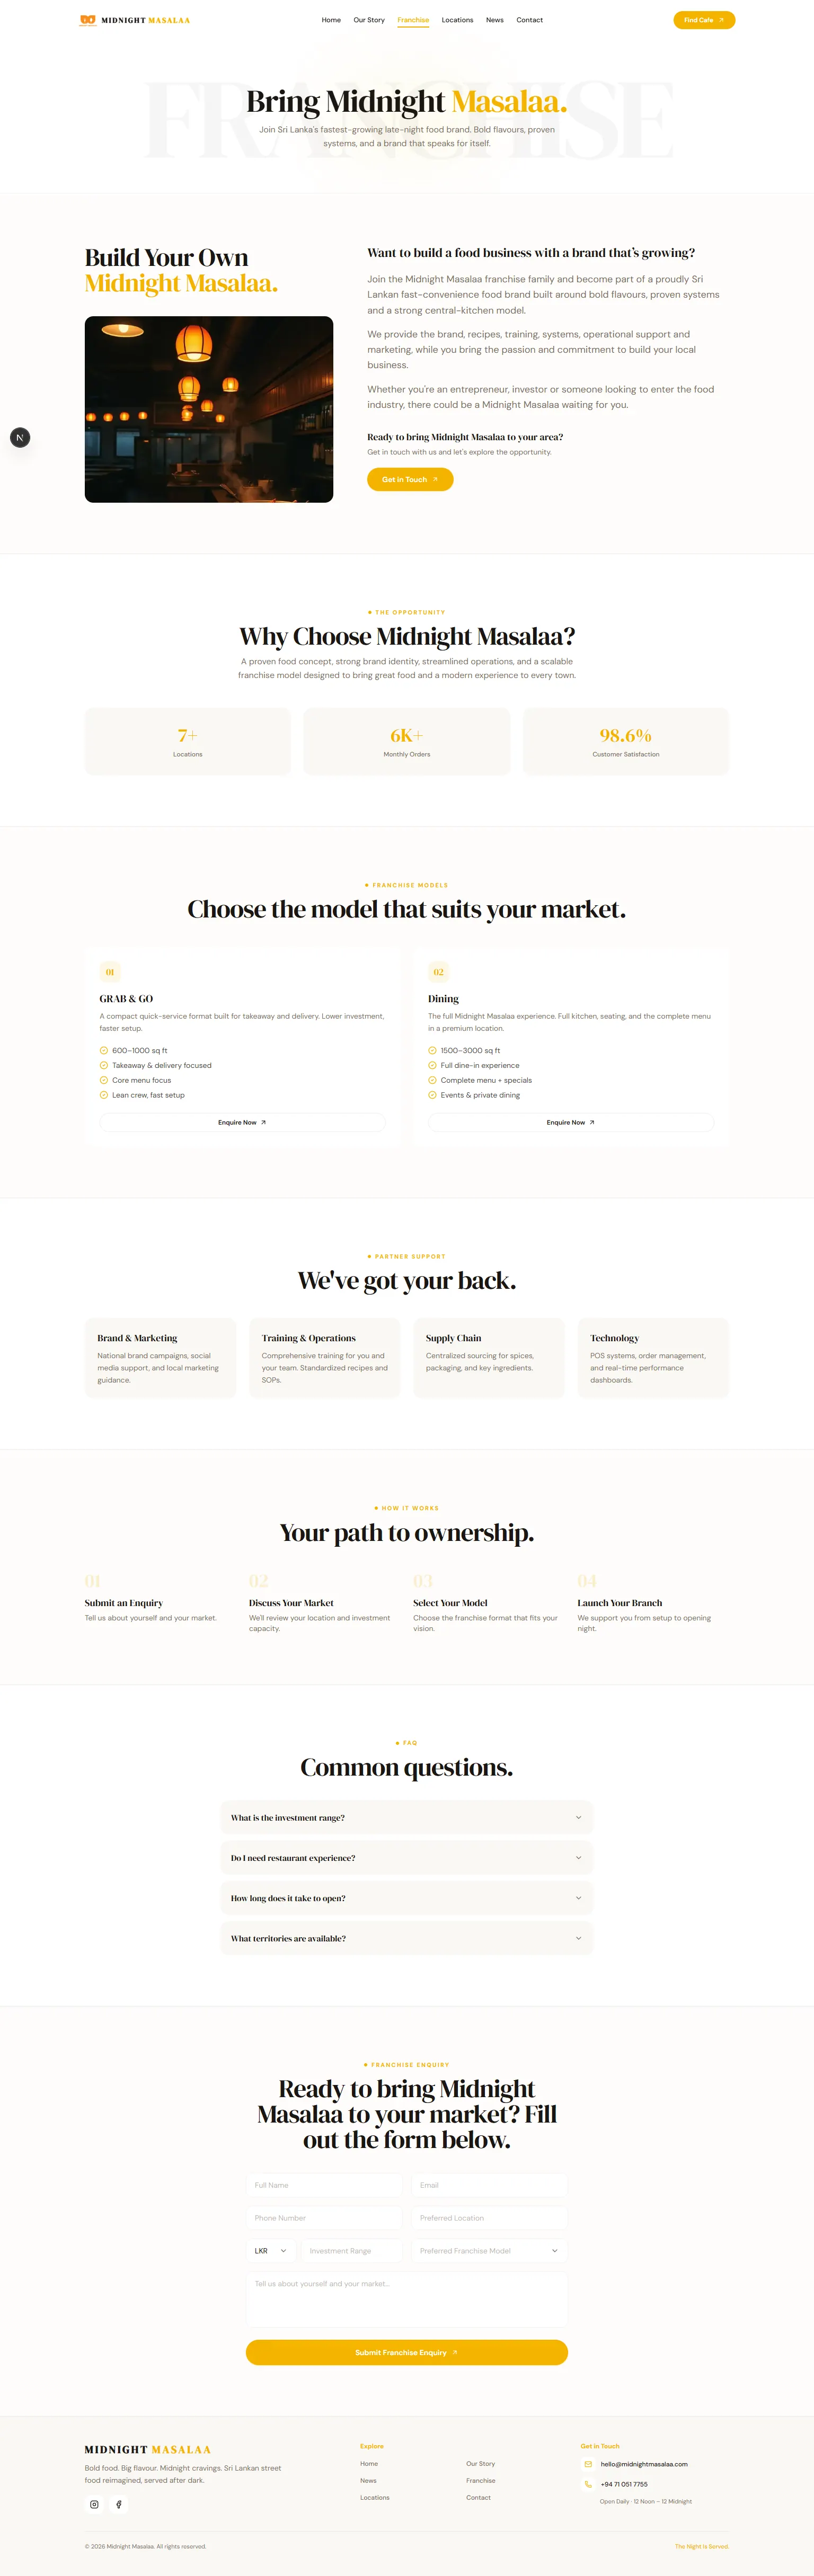 MIDNIGHT MASALAA
Home Our Story Franchise Locations News Contact
Find Cafe
FRANCHISE
Bring Midnight Masalaa.
Join Sri Lanka's fastest-growing late-night food brand. Bold flavours, proven
systems, and a brand that speaks for itself.
Build Your Own
Midnight Masalaa.
N
Want to build a food business with a brand that's growing?
Join the Midnight Masalaa franchise family and become part of a proudly Sri
Lankan fast-convenience food brand built around bold flavours, proven systems
and a strong central-kitchen model.
We provide the brand, recipes, training, systems, operational support and
marketing, while you bring the passion and commitment to build your local
business.
Whether you're an entrepreneur, investor or someone looking to enter the food
industry, there could be a Midnight Masalaa waiting for you.
Ready to bring Midnight Masalaa to your area?
Get in touch with us and let's explore the opportunity.
Get in Touch
THE OPPORTUNITY
Why Choose Midnight Masalaa?
A proven food concept, strong brand identity, streamlined operations, and a scalable
franchise model designed to bring great food and a modern experience to every town.
7+
Locations
6K+
Monthly Orders
98.6%
Customer Satisfaction
FRANCHISE MODELS
Choose the model that suits your market.
01
GRAB & GO
A compact quick-service format built for takeaway and delivery. Lower investment,
faster setup.
600–1000 sq ft
Takeaway & delivery focused
Core menu focus
Lean crew, fast setup
Enquire Now
02
Dining
The full Midnight Masalaa experience. Full kitchen, seating, and the complete menu
in a premium location.
1500–3000 sq ft
Full dine-in experience
Complete menu + specials
Events & private dining
Enquire Now
PARTNER SUPPORT
We've got your back.
Brand & Marketing
National brand campaigns, social
media support, and local marketing
guidance.
Training & Operations
Comprehensive training for you and
your team. Standardized recipes and
SOPs.
Supply Chain
Centralized sourcing for spices,
packaging, and key ingredients.
Technology
POS systems, order management,
and real-time performance
dashboards.
HOW IT WORKS
Your path to ownership.
01
Submit an Enquiry
Tell us about yourself and your market.
02
Discuss Your Market
We'll review your location and investment
capacity.
03
Select Your Model
Choose the franchise format that fits your
vision.
04
Launch Your Branch
We support you from setup to opening
night.
FAQ
Common questions.
What is the investment range?
Do I need restaurant experience?
How long does it take to open?
What territories are available?
FRANCHISE ENQUIRY
Ready to bring Midnight
Masalaa to your market? Fill
out the form below.
Full Name
Email
Phone Number
Preferred Location
LKR
Investment Range
Preferred Franchise Model
Tell us about yourself and your market...
Submit Franchise Enquiry
MIDNIGHT MASALAA
Bold food. Big flavour. Midnight cravings. Sri Lankan street
food reimagined, served after dark.
Explore
Home
Our Story
News
Franchise
Locations
Contact
Get in Touch
hello@midnightmasalaa.com
+94 71 051 7755
Open Daily · 12 Noon – 12 Midnight
© 2026 Midnight Masalaa. All rights reserved.
The Night Is Served.